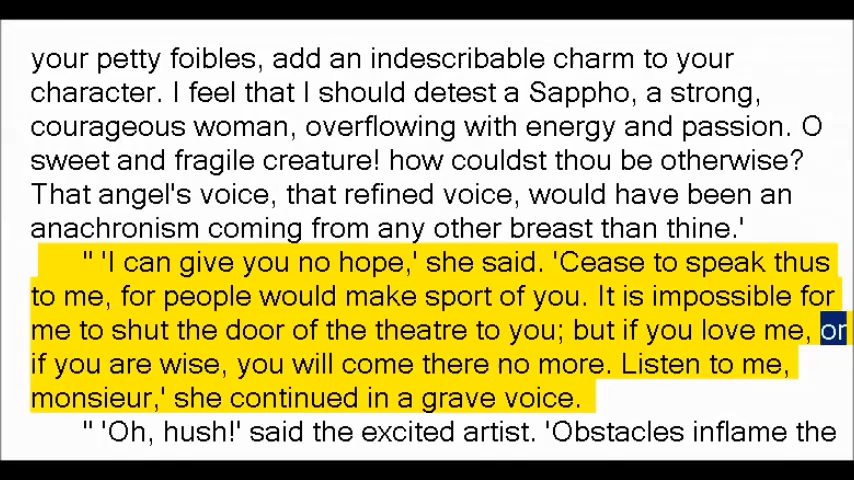 your petty foibles, add an indescribable charm to your
character. I feel that I should detest a Sappho, a strong,
courageous woman, overflowing with energy and passion. O
sweet and fragile creature! how couldst thou be otherwise?
That angel's voice, that refined voice, would have been an
anachronism coming from any other breast than thine.'
" 'I can give you no hope,' she said. 'Cease to speak thus
to me, for people would make sport of you. It is impossible for
me to shut the door of the theatre to you; but if you love me, or
if you are wise, you will come there no more. Listen to me,
monsieur,' she continued in a grave voice.
" 'Oh, hush!' said the excited artist. 'Obstacles inflame the